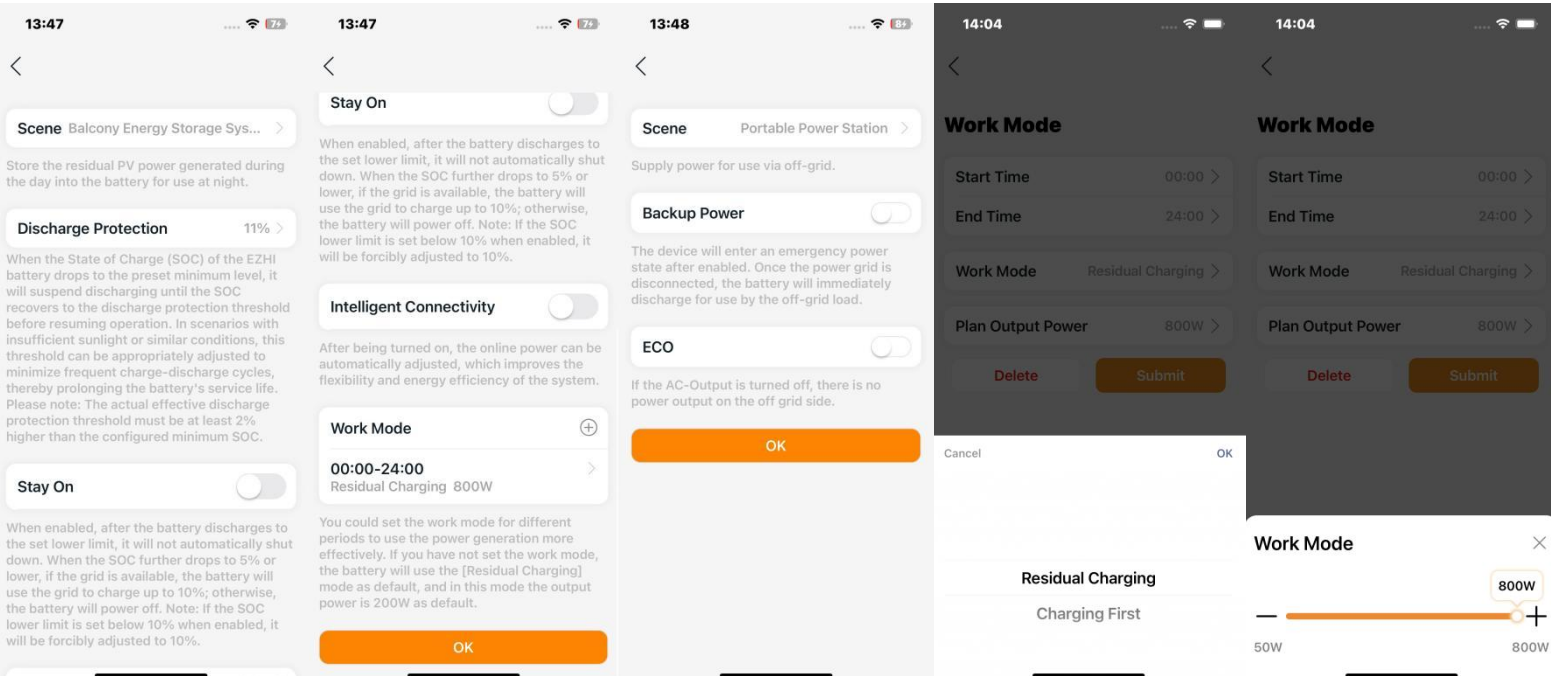 13:47
Scene Balcony Energy Storage Sys...
Store the residual PV power generated during
the day into the battery for use at night.
Discharge Protection 11%
When the State of Charge (SOC) of the EZHI
battery drops to the preset minimum level, it
will suspend discharging until the SOC
recovers to the discharge protection threshold
before resuming operation. In scenarios with
insufficient sunlight or similar conditions, this
threshold can be appropriately adjusted to
minimize frequent charge-discharge cycles,
thereby prolonging the battery's service life.
Please note: The actual effective discharge
protection threshold must be at least 2%
higher than the configured minimum SOC.
Stay On
When enabled, after the battery discharges to
the set lower limit, it will not automatically shut
down. When the SOC further drops to 5% or
lower, if the grid is available, the battery will
use the grid to charge up to 10%; otherwise,
the battery will power off. Note: If the SOC
lower limit is set below 10% when enabled, it
will be forcibly adjusted to 10%.
13:47
Stay On
When enabled, after the battery discharges to
the set lower limit, it will not automatically shut
down. When the SOC further drops to 5% or
lower, if the grid is available, the battery will
use the grid to charge up to 10%; otherwise,
the battery will power off. Note: If the SOC
lower limit is set below 10% when enabled, it
will be forcibly adjusted to 10%.
Intelligent Connectivity
After being turned on, the online power can be
automatically adjusted, which improves the
flexibility and energy efficiency of the system.
Work Mode
00:00-24:00
Residual Charging 800W
You could set the work mode for different
periods to use the power generation more
effectively. If you have not set the work mode,
the battery will use the [Residual Charging]
mode as default, and in this mode the output
power is 200W as default.
OK
13:48
Scene Portable Power Station
Supply power for use via off-grid.
Backup Power
The device will enter an emergency power
state after enabled. Once the power grid is
disconnected, the battery will immediately
discharge for use by the off-grid load.
ECO
If the AC-Output is turned off, there is no
power output on the off grid side.
OK
14:04
Work Mode
Start Time 00:00
End Time 24:00
Work Mode Residual Charging
Plan Output Power 800W
Delete Submit
Cancel OK
Residual Charging
Charging First
14:04
Work Mode
Start Time 00:00
End Time 24:00
Work Mode Residual Charging
Plan Output Power 800W
Delete Submit
Work Mode
800W
50W 800W